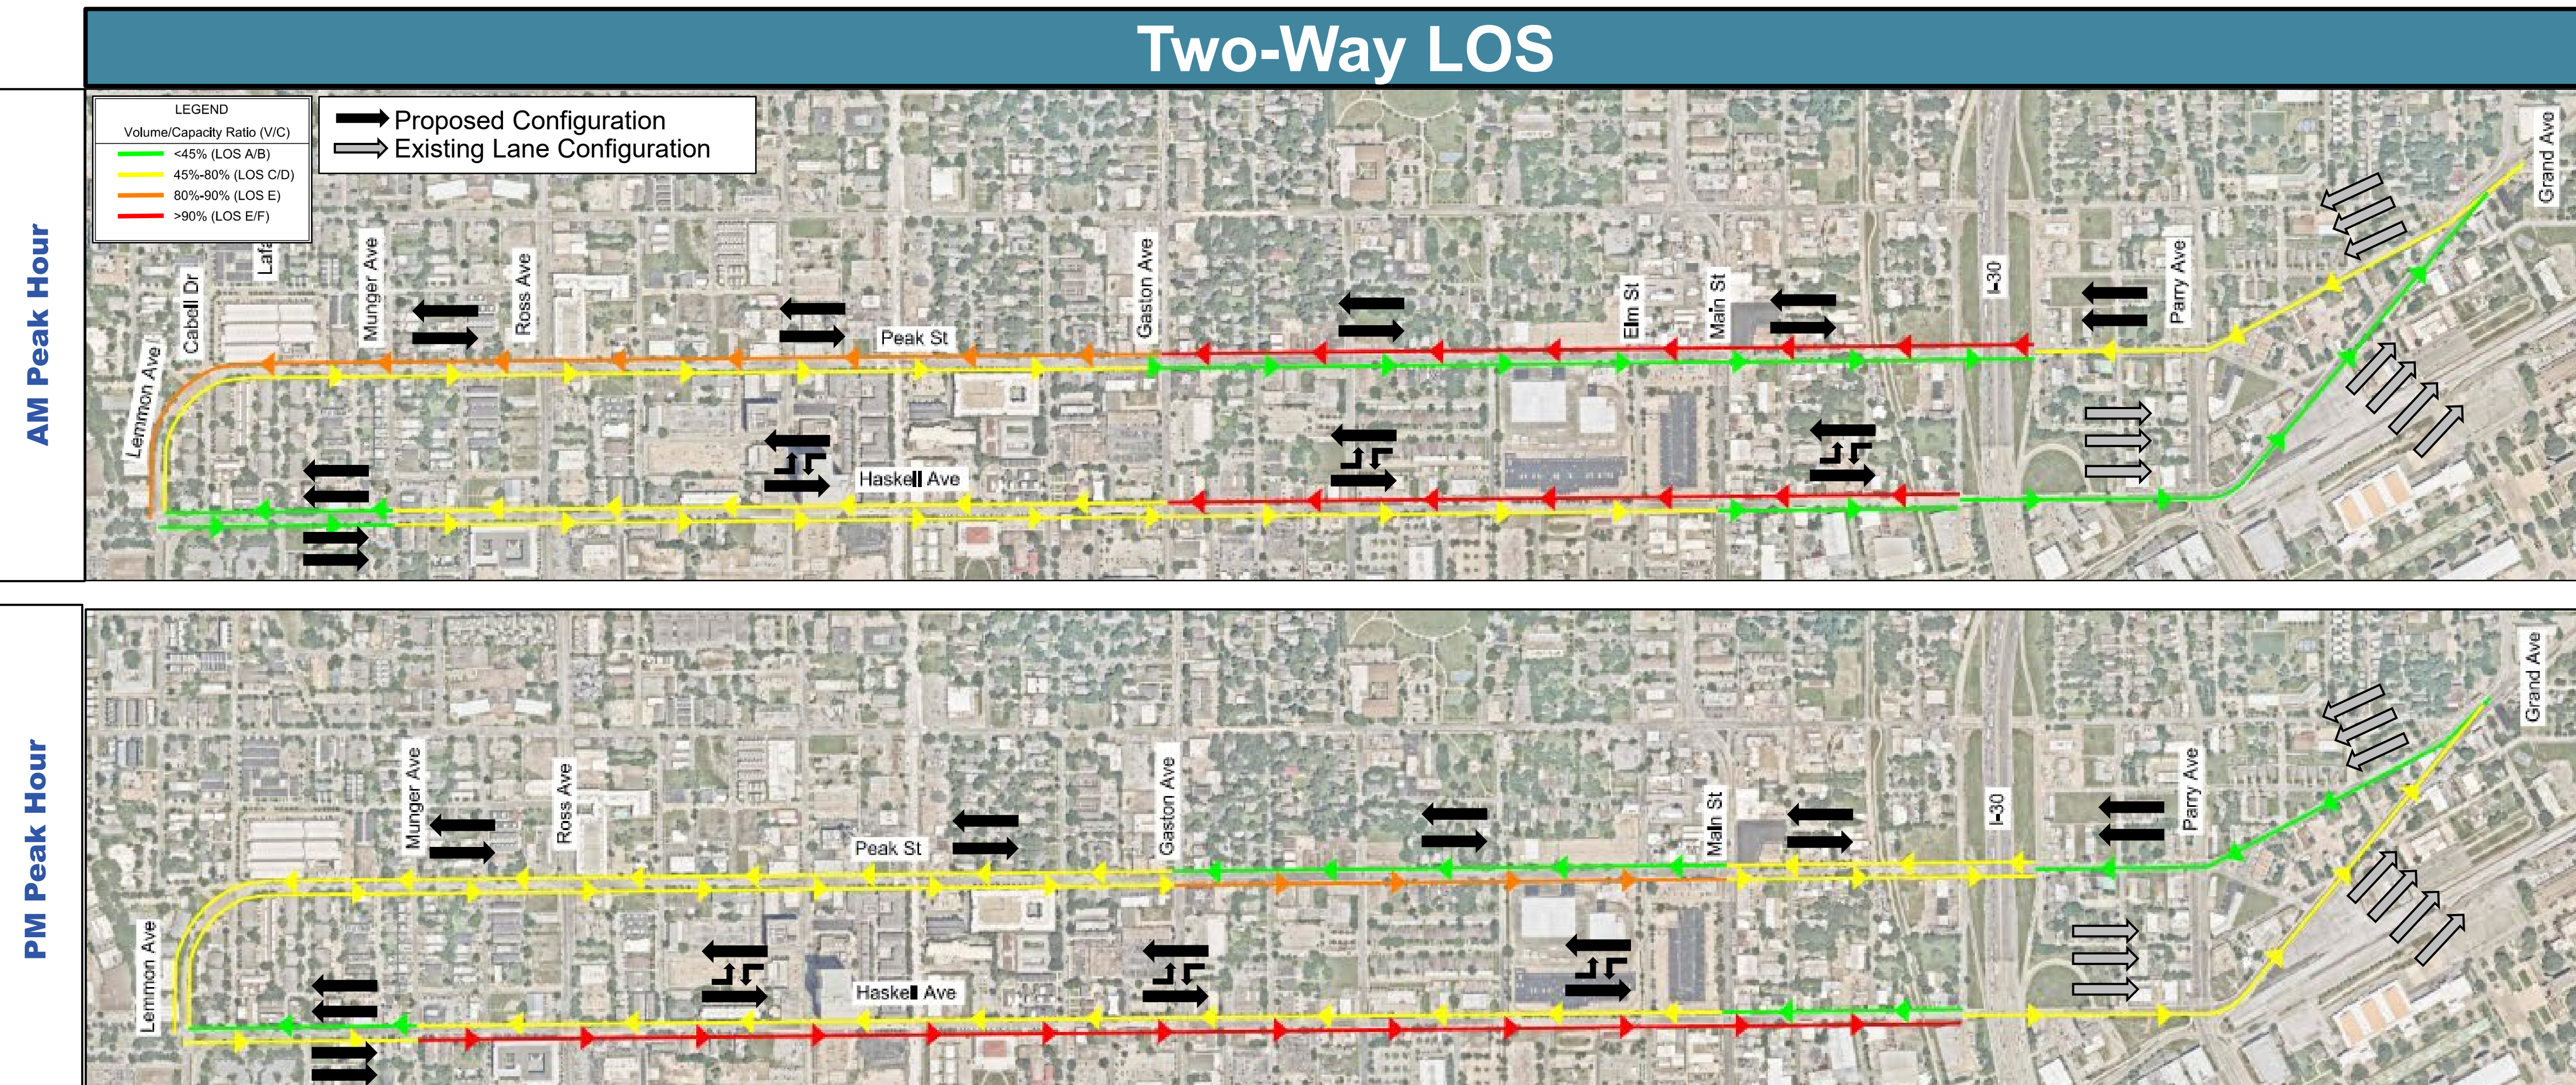 Two-Way LOS
AM Peak Hour
LEGEND
Volume/Capacity Ratio (V/C)
<45% (LOS A/B)
45%-80% (LOS C/D)
80%-90% (LOS E)
>90% (LOS E/F)
Proposed Configuration
Existing Lane Configuration
Lemmon Ave
Cabell Dr
Munger Ave
Ross Ave
Peak St
Haskell Ave
Gaston Ave
Elm St
Main St
I-30
Parry Ave
Grand Ave
PM Peak Hour
Lemmon Ave
Munger Ave
Ross Ave
Peak St
Haskell Ave
Gaston Ave
Main St
I-30
Parry Ave
Grand Ave